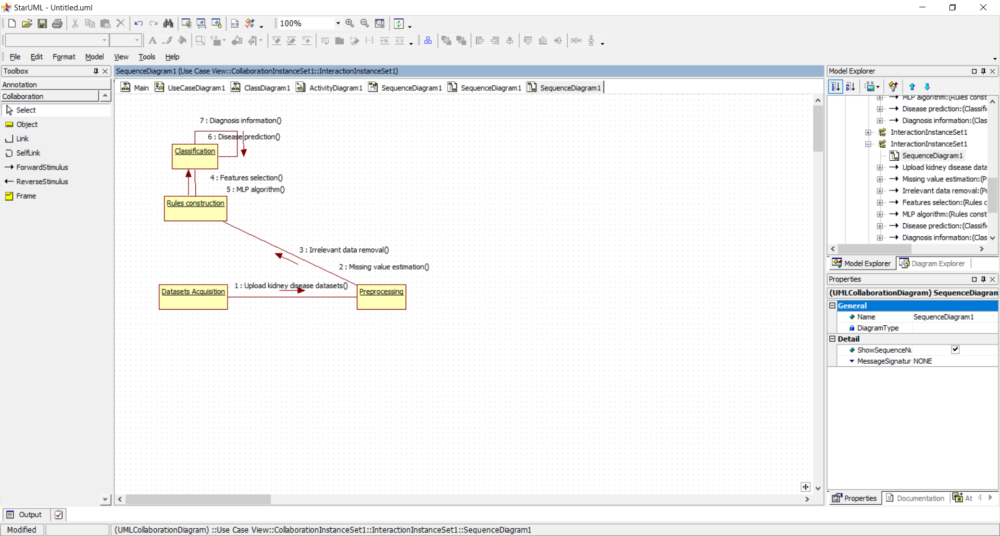 StarUML - Untitled.uml
100%
File Edit Format Model View Tools Help
Toolbox
Annotation
Collaboration
Select
Object
Link
SelfLink
ForwardStimulus
ReverseStimulus
Frame
SequenceDiagram1 (Use Case View::CollaborationInstanceSet1::InteractionInstanceSet1)
Main UseCaseDiagram1 ClassDiagram1 ActivityDiagram1 SequenceDiagram1 SequenceDiagram1 SequenceDiagram1
7 : Diagnosis information()
6 : Disease prediction()
Classification
4 : Features selection()
5 : MLP algorithm()
Rules construction
3 : Irrelevant data removal()
2 : Missing value estimation()
1 : Upload kidney disease datasets()
Datasets Acquisition
Preprocessing
Model Explorer
MLP algorithm:(Rules const
Disease prediction:(Classifi
Diagnosis information:(Clas
InteractionInstanceSet1
InteractionInstanceSet1
SequenceDiagram1
Upload kidney disease data
Missing value estimation:(P
Irrelevant data removal:(Pr
Features selection:(Rules c
MLP algorithm:(Rules const
Disease prediction:(Classifi
Diagnosis information:(Clas
Model Explorer Diagram Explorer
Properties
(UMLCollaborationDiagram) SequenceDiagran
General
Name SequenceDiagram1
DiagramType
Detail
ShowSequenceNu
MessageSignatur NONE
Properties Documentation At
Output
Modified
(UMLCollaborationDiagram) ::Use Case View::CollaborationInstanceSet1::InteractionInstanceSet1::SequenceDiagram1